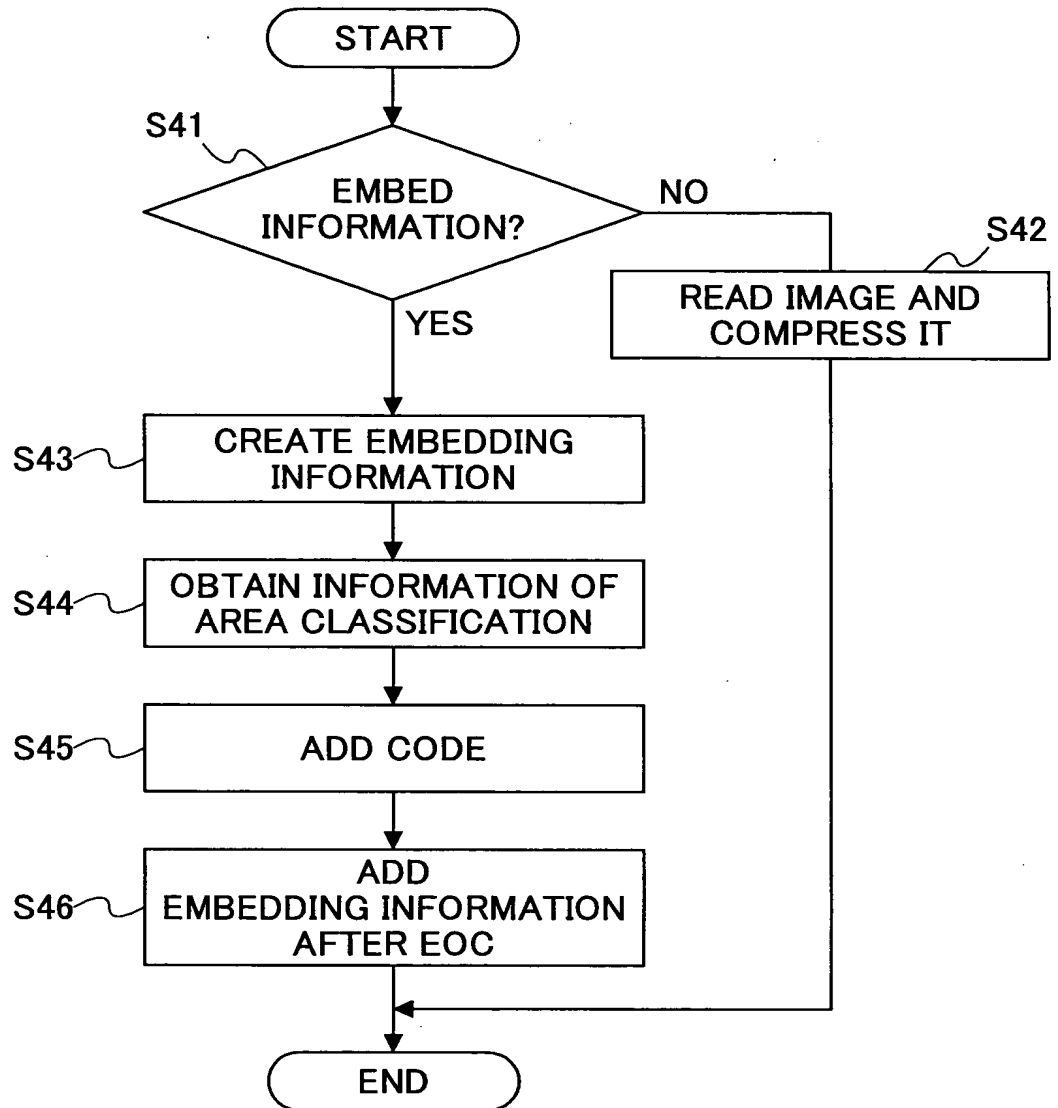 START
S41
EMBED
INFORMATION?
NO
S42
READ IMAGE AND
COMPRESS IT
YES
S43
CREATE EMBEDDING
INFORMATION
S44
OBTAIN INFORMATION OF
AREA CLASSIFICATION
S45
ADD CODE
S46
ADD
EMBEDDING INFORMATION
AFTER EOC
END